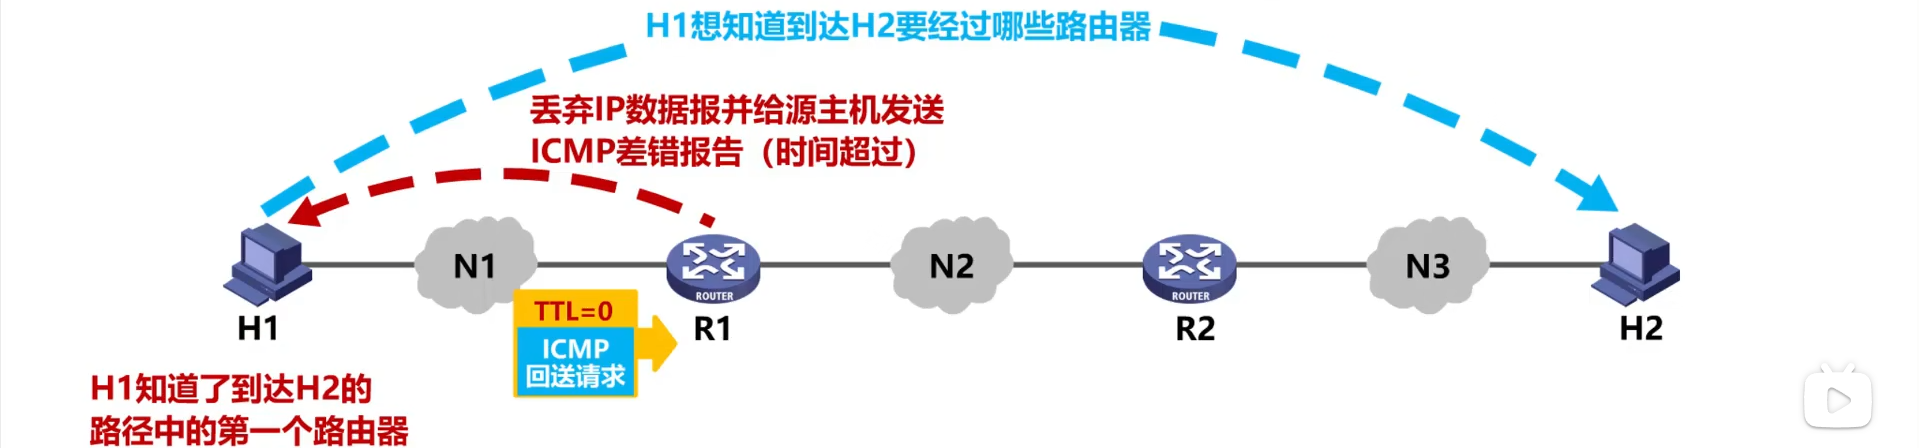 H1想知道到达H2要经过哪些路由器
丢弃IP数据报并给源主机发送
ICMP差错报告（时间超过）
N1
N2
N3
ROUTER
ROUTER
H1
R1
R2
H2
TTL=0
ICMP
回送请求
H1知道了到达H2的
路径中的第一个路由器